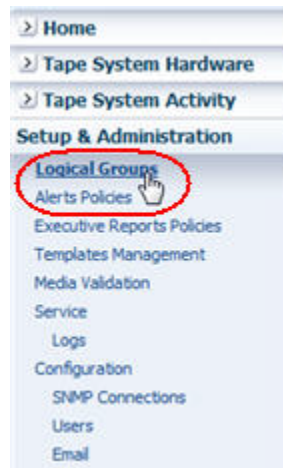 Home
Tape System Hardware
Tape System Activity
Setup & Administration
Logical Groups
Alerts Policies
Executive Reports Policies
Templates Management
Media Validation
Service
Logs
Configuration
SNMP Connections
Users
Email